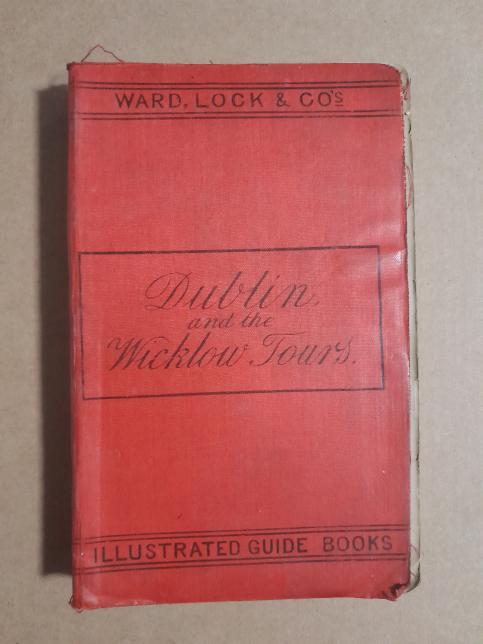 WARD, LOCK & CO's
Dublin
and the
Wicklow Tours.
ILLUSTRATED GUIDE BOOKS